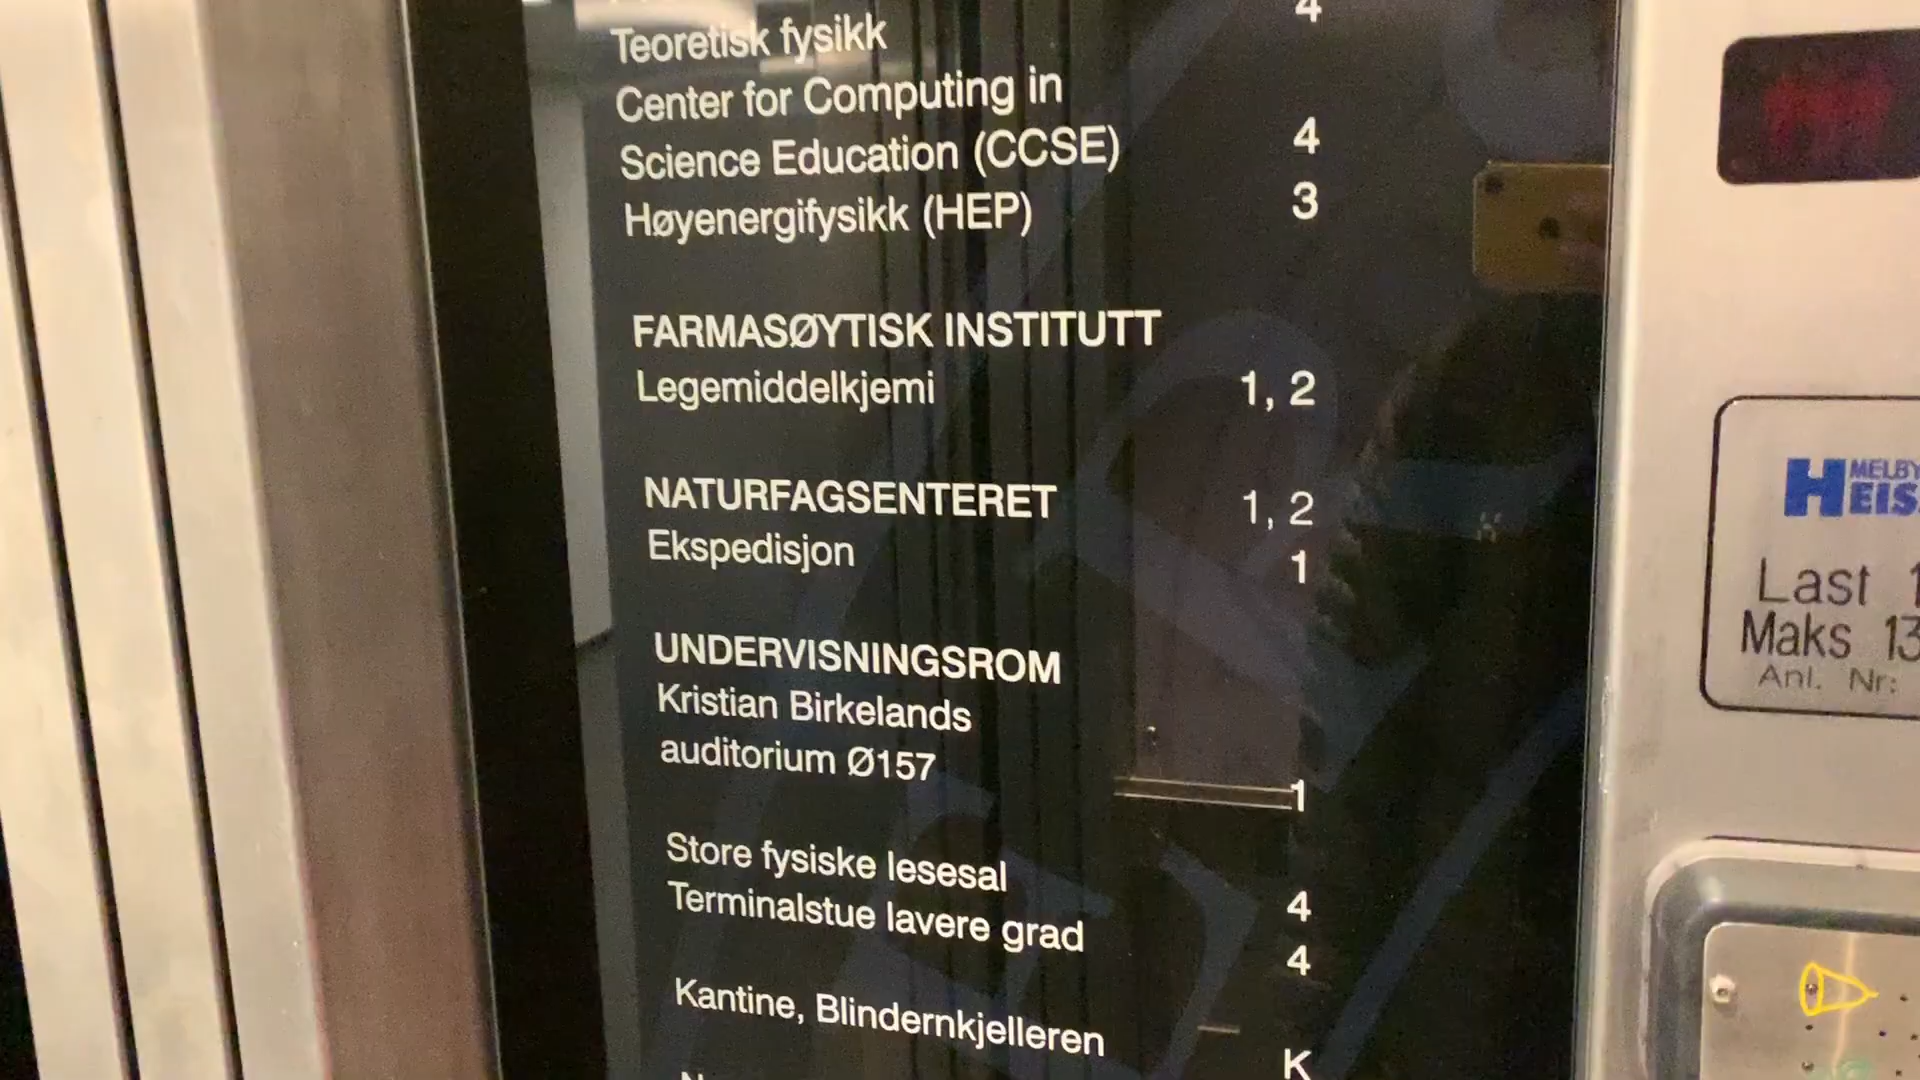 4
Teoretisk fysikk
Center for Computing in
Science Education (CCSE) 4
Høyenergifysikk (HEP) 3
FARMASØYTISK INSTITUTT
Legemiddelkjemi 1, 2
NATURFAGSENTERET 1, 2
Ekspedisjon 1
UNDERVISNINGSROM
Kristian Birkelands
auditorium Ø157 1
Store fysiske lesesal 4
Terminalstue lavere grad 4
Kantine, Blindernkjelleren K
MELBY
HEIS
Last 1
Maks 13
Anl. Nr: